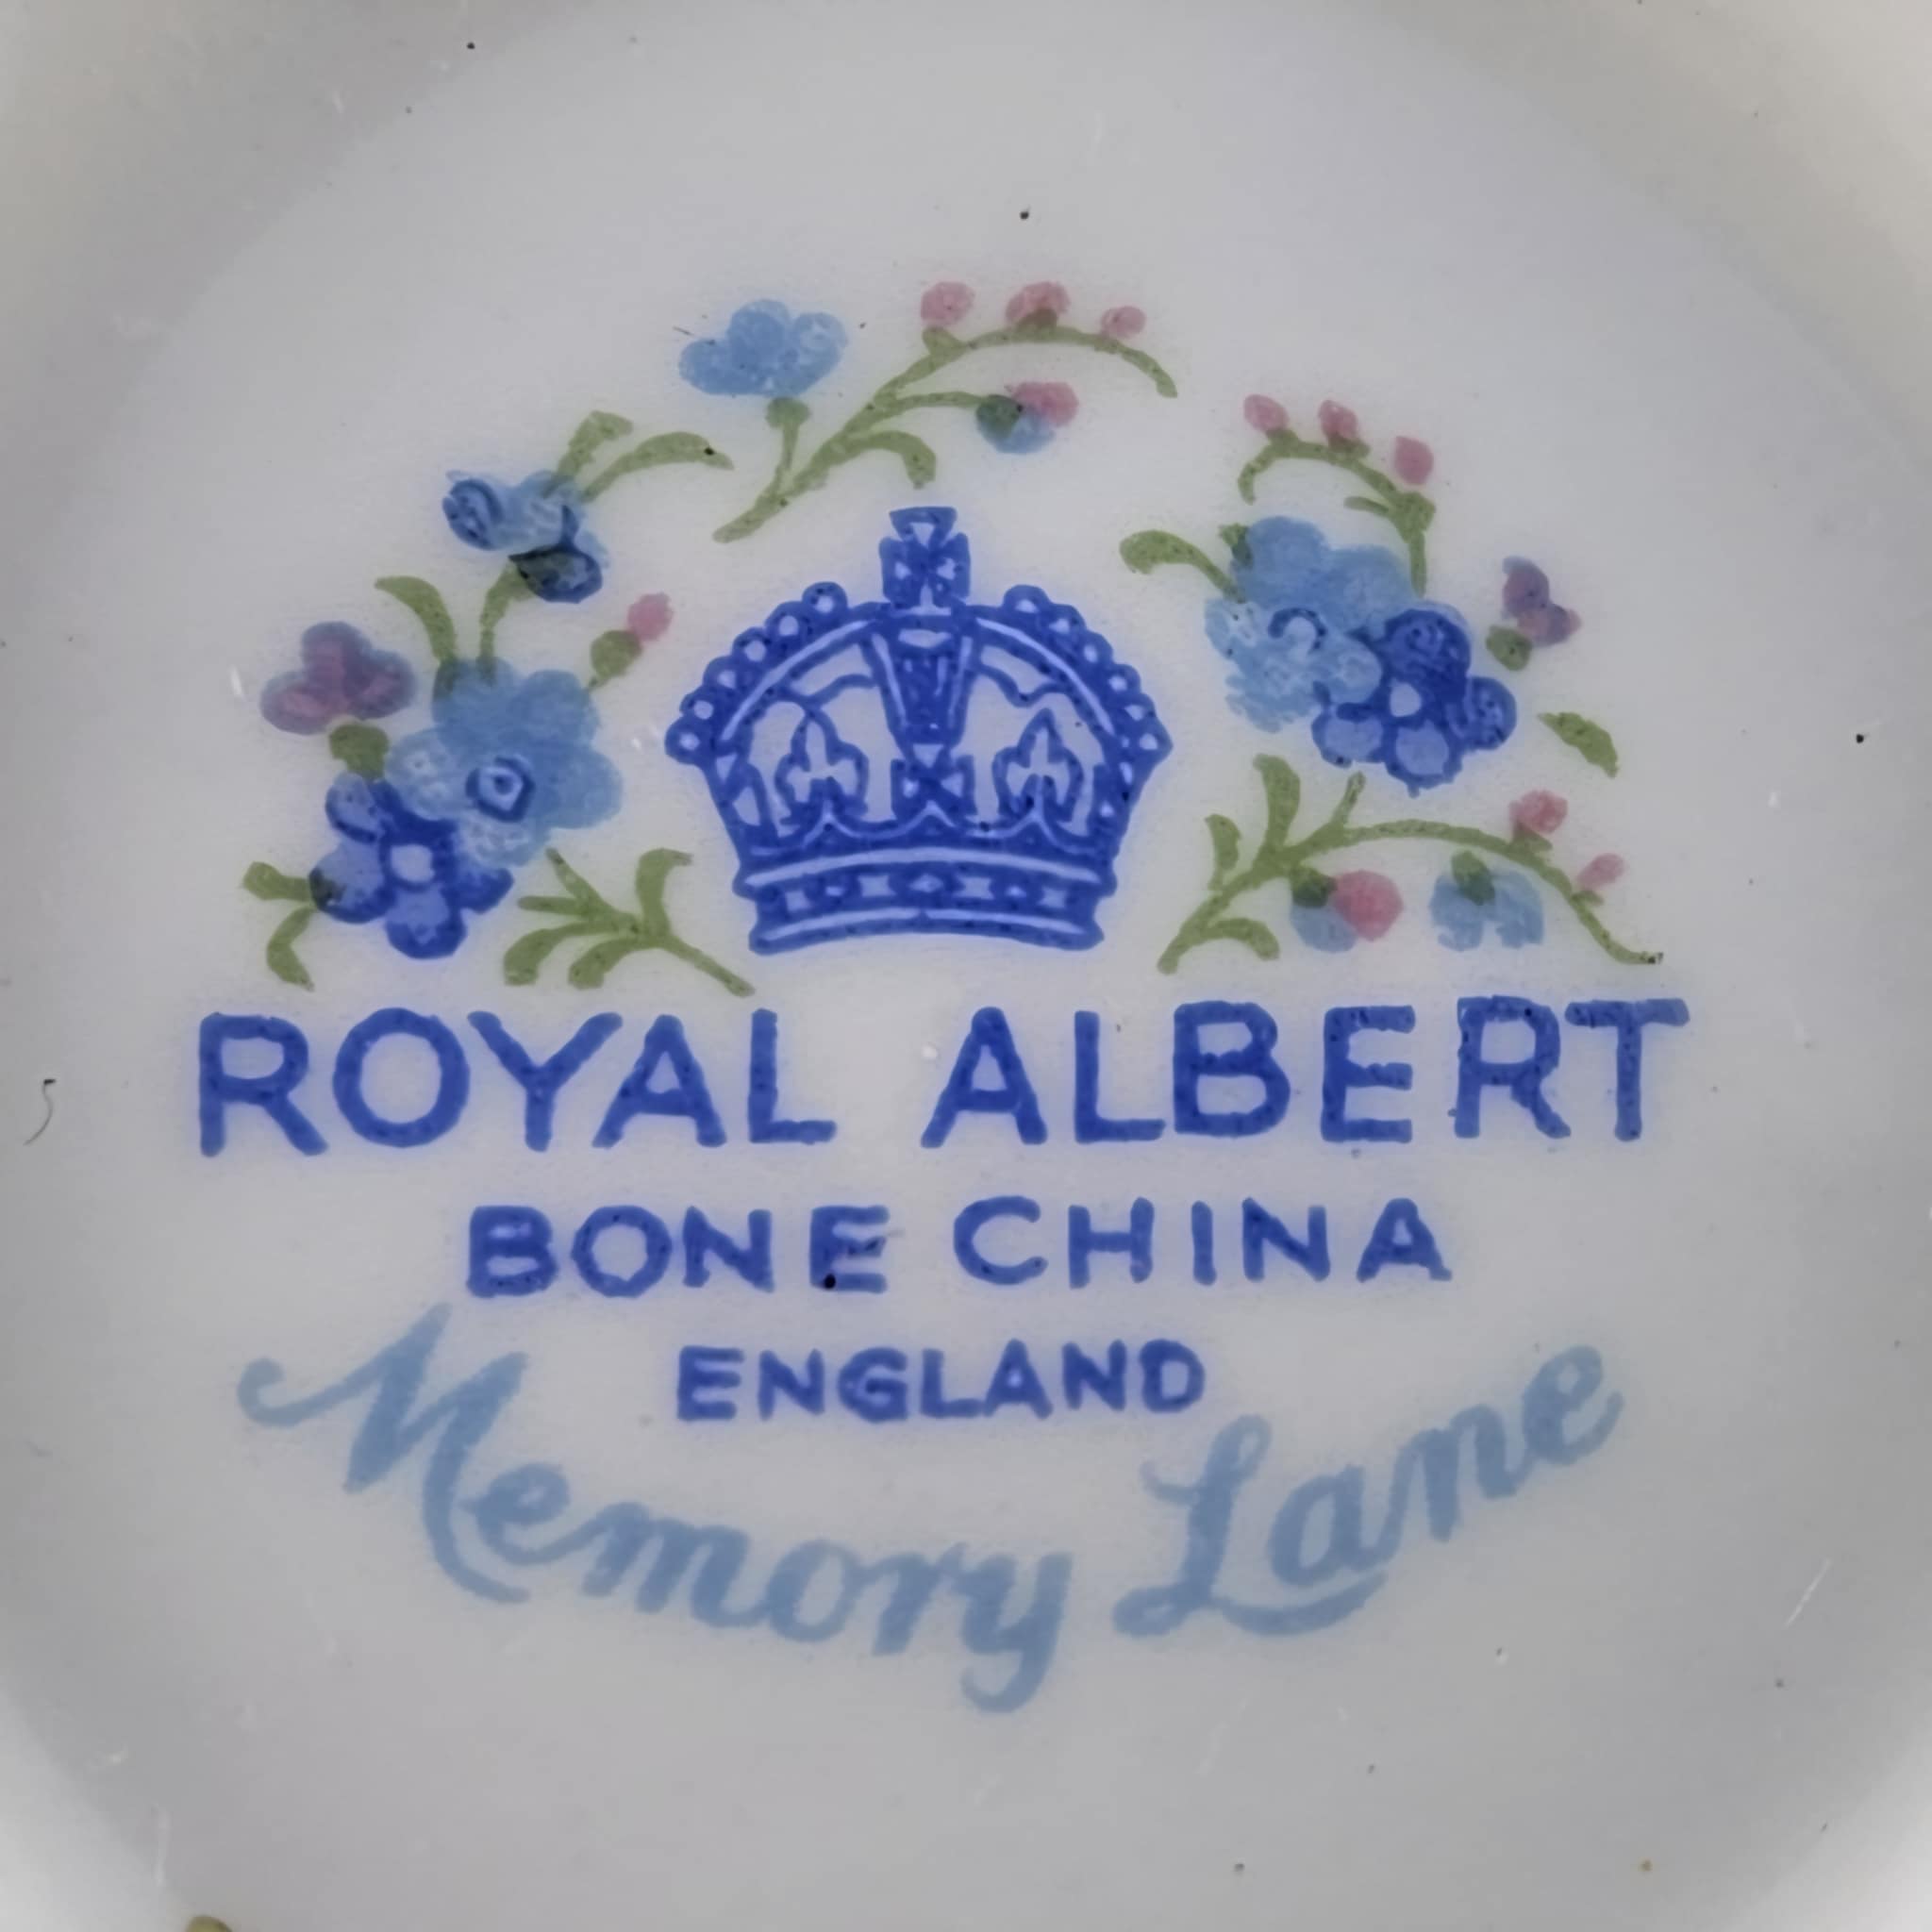 ROYAL ALBERT
BONE CHINA
ENGLAND
Memory Lane